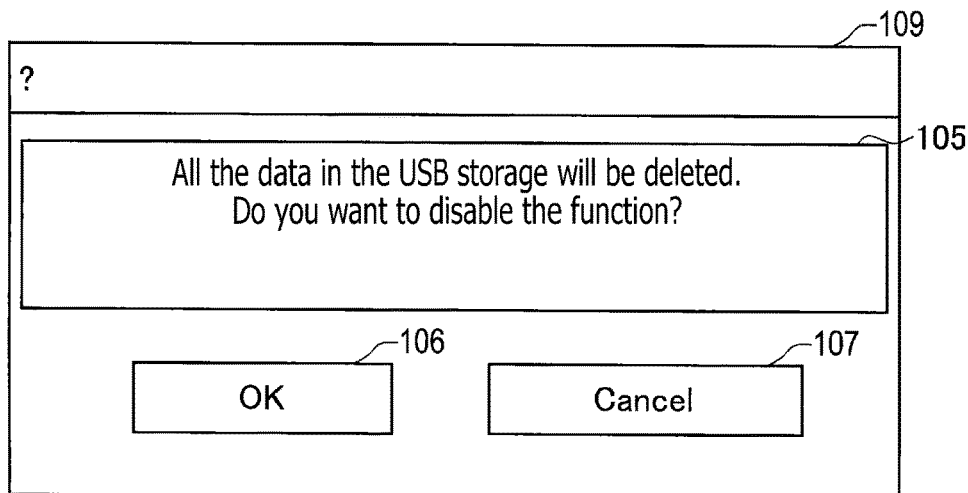 109
?
105
All the data in the USB storage will be deleted.
Do you want to disable the function?
106
107
OK
Cancel